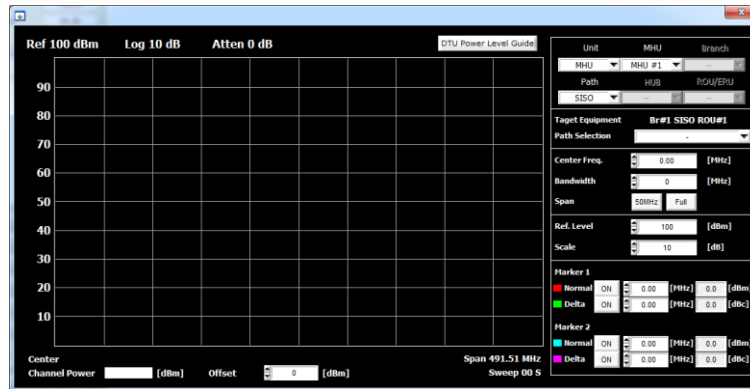 Ref 100 dBm Log 10 dB Atten 0 dB DTU Power Level Guide
90
80
70
60
50
40
30
20
10
Center Span 491.51 MHz
Channel Power [dBm] Offset 0 [dBm] Sweep 00 S
Unit MHU Branch
MHU MHU #1 --
Path HUB ROU/ERU
SISO -- --
Taget Equipment Br#1 SISO ROU#1
Path Selection -
Center Freq. 0.00 [MHz]
Bandwidth 0 [MHz]
Span 50MHz Full
Ref. Level 100 [dBm]
Scale 10 [dB]
Marker 1
Normal ON 0.00 [MHz] 0.0 [dBm]
Delta ON 0.00 [MHz] 0.0 [dBc]
Marker 2
Normal ON 0.00 [MHz] 0.0 [dBm]
Delta ON 0.00 [MHz] 0.0 [dBc]